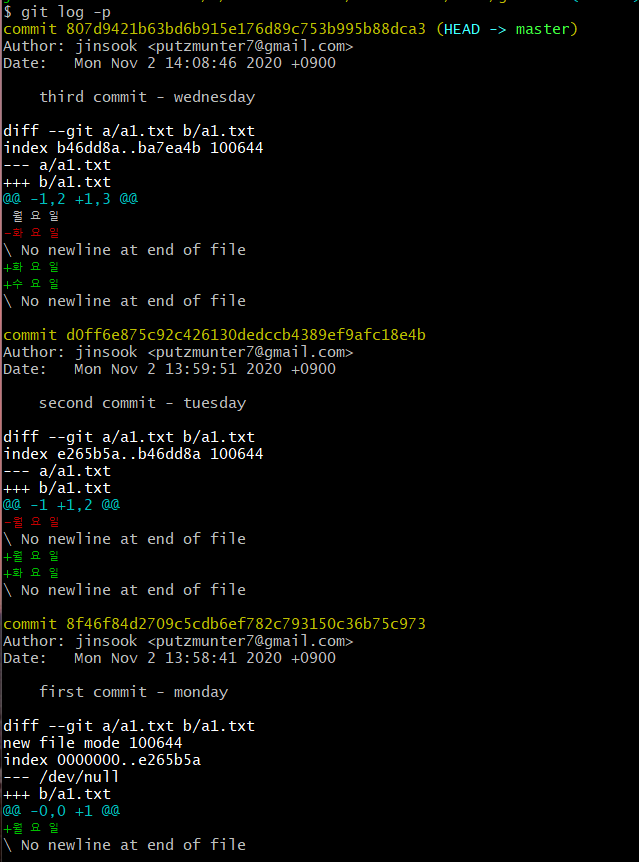 $ git log -p
commit 807d9421b63bd6b915e176d89c753b995b88dca3 (HEAD -> master)
Author: jinsook <putzmunter7@gmail.com>
Date:   Mon Nov 2 14:08:46 2020 +0900

    third commit - wednesday

diff --git a/a1.txt b/a1.txt
index b46dd8a..ba7ea4b 100644
--- a/a1.txt
+++ b/a1.txt
@@ -1,2 +1,3 @@
 월요일
-화요일
\ No newline at end of file
+화요일
+수요일
\ No newline at end of file

commit d0ff6e875c92c426130dedccb4389ef9afc18e4b
Author: jinsook <putzmunter7@gmail.com>
Date:   Mon Nov 2 13:59:51 2020 +0900

    second commit - tuesday

diff --git a/a1.txt b/a1.txt
index e265b5a..b46dd8a 100644
--- a/a1.txt
+++ b/a1.txt
@@ -1 +1,2 @@
-월요일
\ No newline at end of file
+월요일
+화요일
\ No newline at end of file

commit 8f46f84d2709c5cdb6ef782c793150c36b75c973
Author: jinsook <putzmunter7@gmail.com>
Date:   Mon Nov 2 13:58:41 2020 +0900

    first commit - monday

diff --git a/a1.txt b/a1.txt
new file mode 100644
index 0000000..e265b5a
--- /dev/null
+++ b/a1.txt
@@ -0,0 +1 @@
+월요일
\ No newline at end of file